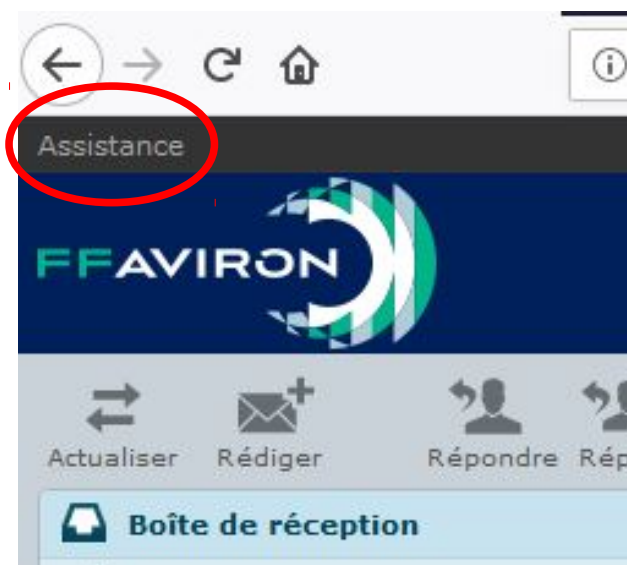 Assistance
FFAVIRON
Actualiser Rédiger Répondre Rép
Boîte de réception